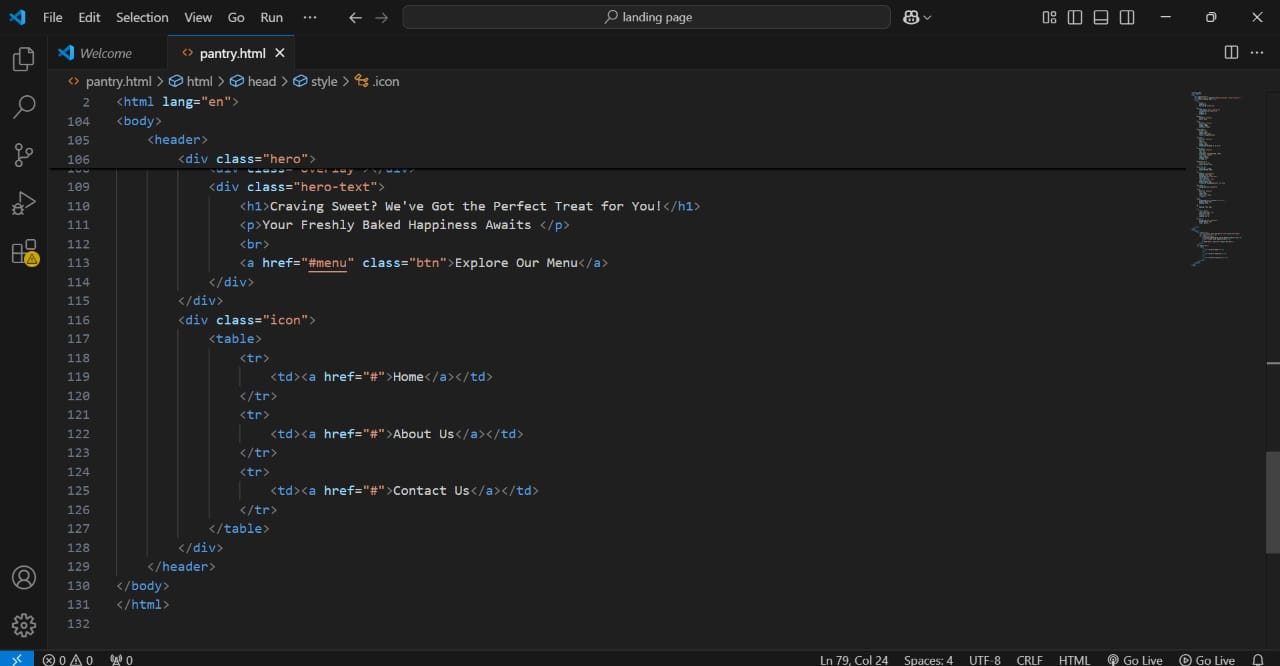 File Edit Selection View Go Run ··· landing page
Welcome pantry.html
pantry.html > html > head > style > .icon
2 <html lang="en">
104 <body>
105 <header>
106 <div class="hero">
108 <div class="overlay"></div>
109 <div class="hero-text">
110 <h1>Craving Sweet? We've Got the Perfect Treat for You!</h1>
111 <p>Your Freshly Baked Happiness Awaits </p>
112 <br>
113 <a href="#menu" class="btn">Explore Our Menu</a>
114 </div>
115 </div>
116 <div class="icon">
117 <table>
118 <tr>
119 <td><a href="#">Home</a></td>
120 </tr>
121 <tr>
122 <td><a href="#">About Us</a></td>
123 </tr>
124 <tr>
125 <td><a href="#">Contact Us</a></td>
126 </tr>
127 </table>
128 </div>
129 </header>
130 </body>
131 </html>
132
0 0 0 Ln 79, Col 24 Spaces: 4 UTF-8 CRLF HTML Go Live Go Live